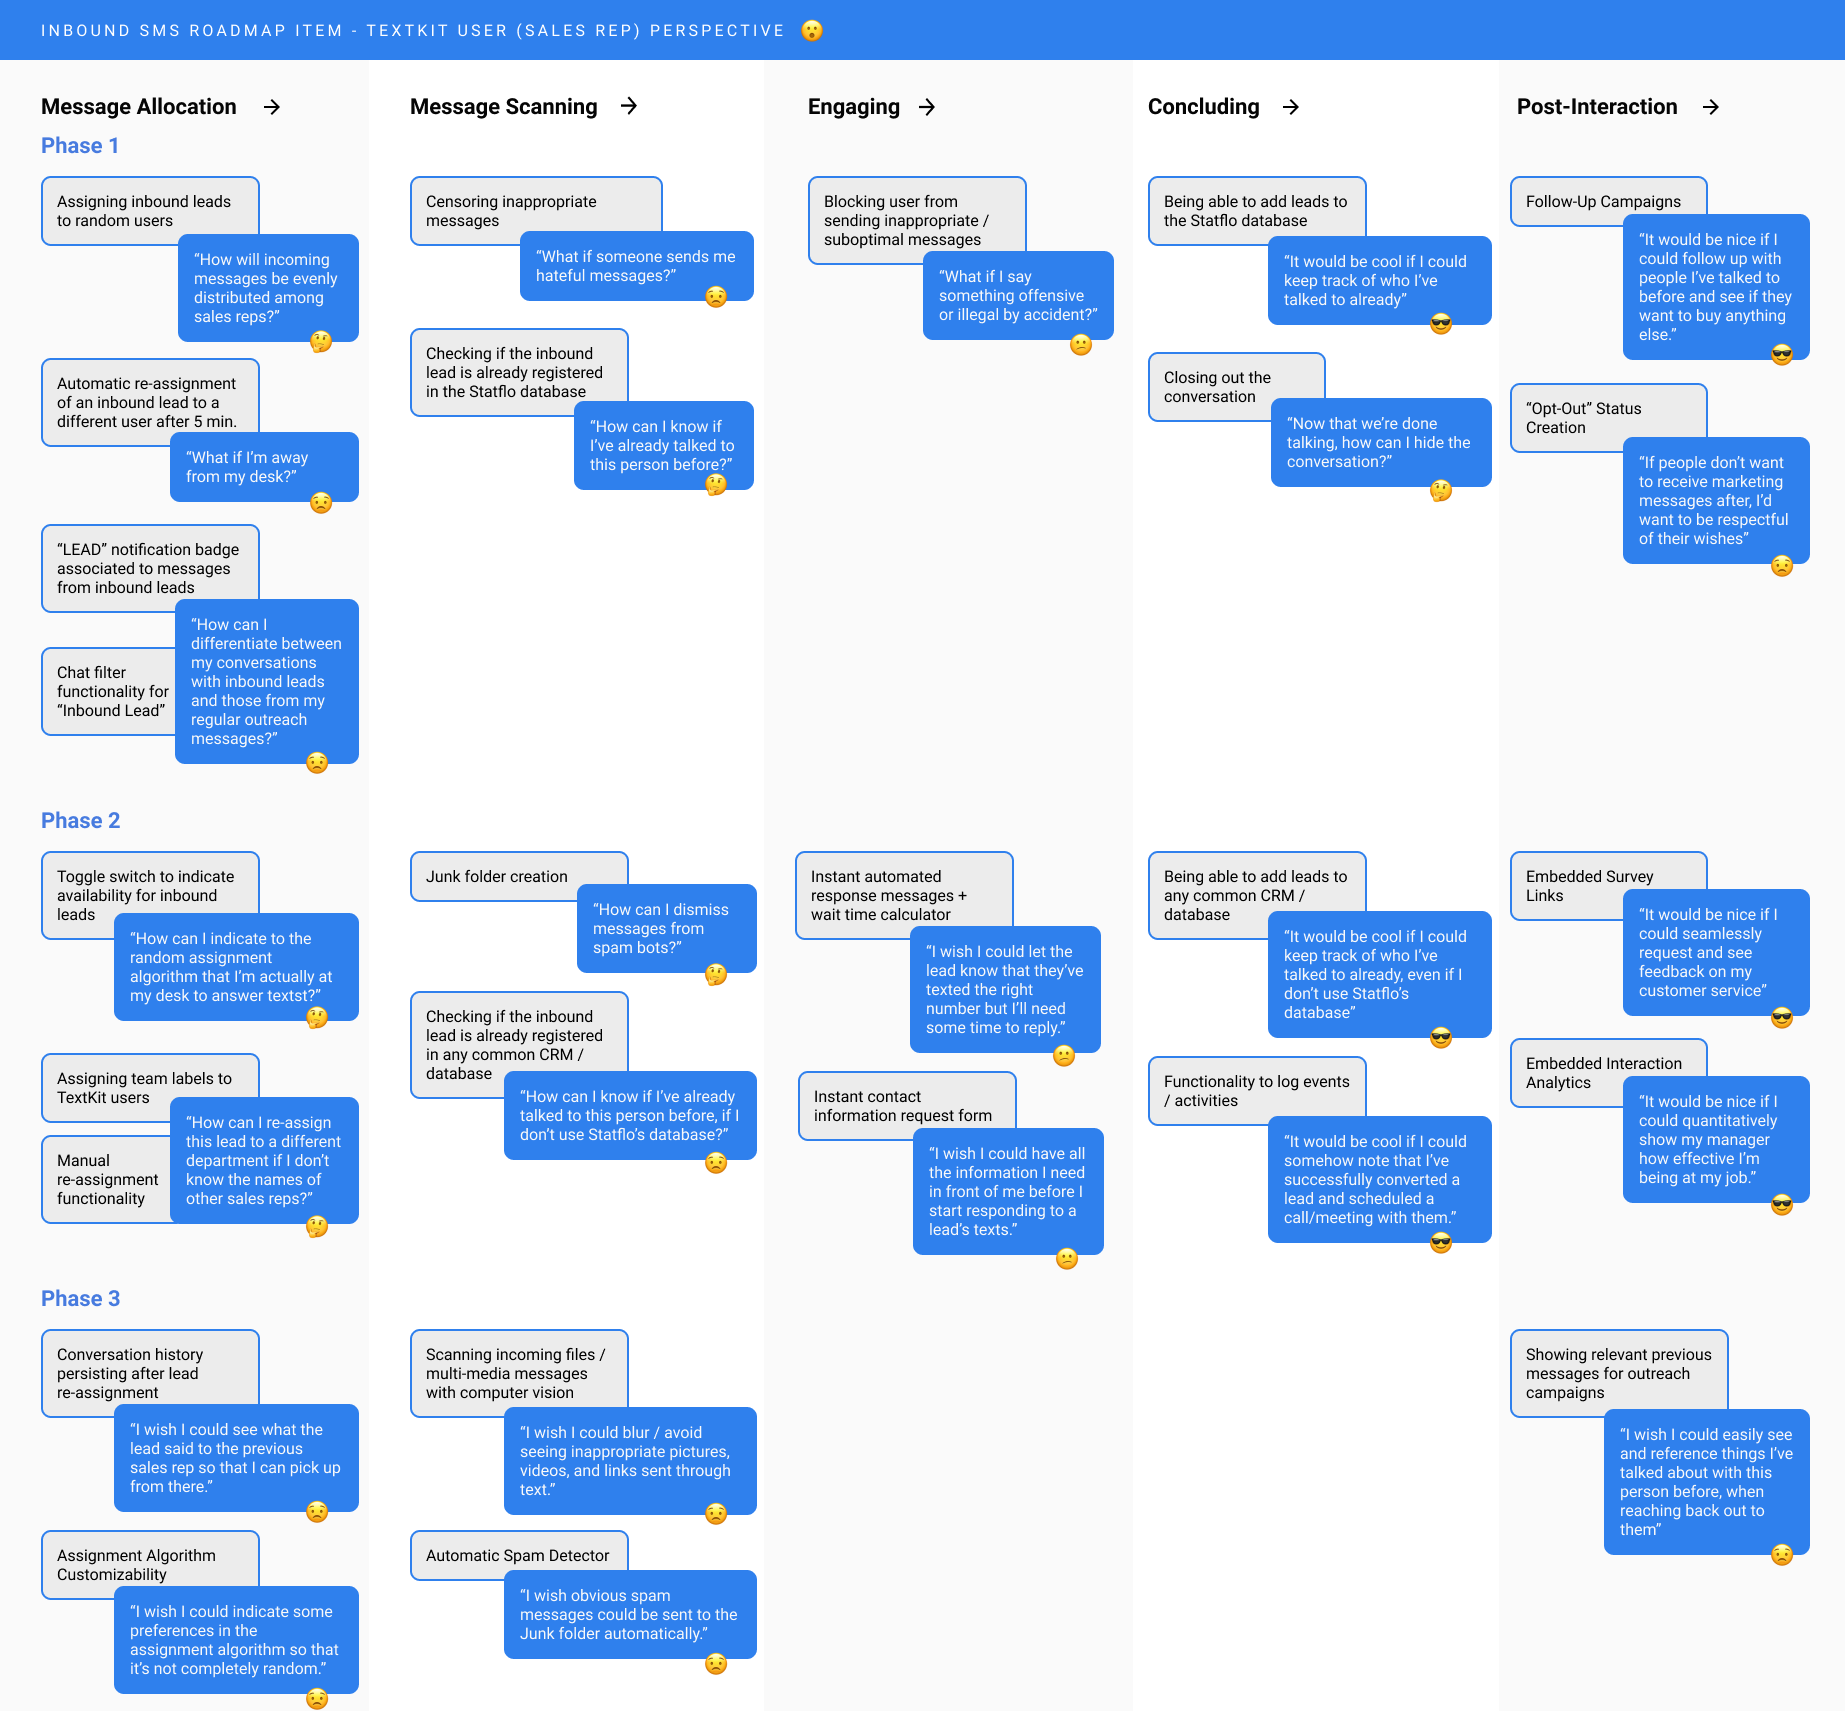 INBOUND SMS ROADMAP ITEM - TEXTKIT USER (SALES REP) PERSPECTIVE 😮
Message Allocation →
Message Scanning →
Engaging →
Concluding →
Post-Interaction →
Phase 1
Assigning inbound leads
to random users
“How will incoming
messages be evenly
distributed among
sales reps?”
🤔
Automatic re-assignment
of an inbound lead to a
different user after 5 min.
“What if I’m away
from my desk?”
😟
“LEAD” notification badge
associated to messages
from inbound leads
Chat filter
functionality for
“Inbound Lead”
“How can I
differentiate between
my conversations
with inbound leads
and those from my
regular outreach
messages?”
😟
Censoring inappropriate
messages
“What if someone sends me
hateful messages?”
😟
Checking if the inbound
lead is already registered
in the Statflo database
“How can I know if
I’ve already talked to
this person before?”
🤔
Blocking user from
sending inappropriate /
suboptimal messages
“What if I say
something offensive
or illegal by accident?”
😕
Being able to add leads to
the Statflo database
“It would be cool if I could
keep track of who I’ve
talked to already”
😎
Closing out the
conversation
“Now that we’re done
talking, how can I hide the
conversation?”
🤔
Follow-Up Campaigns
“It would be nice if I
could follow up with
people I’ve talked to
before and see if they
want to buy anything
else.”
😎
“Opt-Out” Status
Creation
“If people don’t want
to receive marketing
messages after, I’d
want to be respectful
of their wishes”
😟
Phase 2
Toggle switch to indicate
availability for inbound
leads
“How can I indicate to the
random assignment
algorithm that I’m actually at
my desk to answer textst?”
🤔
Assigning team labels to
TextKit users
Manual
re-assignment
functionality
“How can I re-assign
this lead to a different
department if I don’t
know the names of
other sales reps?”
🤔
Junk folder creation
“How can I dismiss
messages from
spam bots?”
🤔
Checking if the inbound
lead is already registered
in any common CRM /
database
“How can I know if I’ve already
talked to this person before, if I
don’t use Statflo’s database?”
😟
Instant automated
response messages +
wait time calculator
“I wish I could let the
lead know that they’ve
texted the right
number but I’ll need
some time to reply.”
😕
Instant contact
information request form
“I wish I could have all
the information I need
in front of me before I
start responding to a
lead’s texts.”
😕
Being able to add leads to
any common CRM /
database
“It would be cool if I could
keep track of who I’ve
talked to already, even if I
don’t use Statflo’s
database”
😎
Functionality to log events
/ activities
“It would be cool if I could
somehow note that I’ve
successfully converted a
lead and scheduled a
call/meeting with them.”
😎
Embedded Survey
Links
“It would be nice if I
could seamlessly
request and see
feedback on my
customer service”
😎
Embedded Interaction
Analytics
“It would be nice if I
could quantitatively
show my manager
how effective I’m
being at my job.”
😎
Phase 3
Conversation history
persisting after lead
re-assignment
“I wish I could see what the
lead said to the previous
sales rep so that I can pick up
from there.”
😟
Assignment Algorithm
Customizability
“I wish I could indicate some
preferences in the
assignment algorithm so that
it’s not completely random.”
😟
Scanning incoming files /
multi-media messages
with computer vision
“I wish I could blur / avoid
seeing inappropriate pictures,
videos, and links sent through
text.”
😟
Automatic Spam Detector
“I wish obvious spam
messages could be sent to the
Junk folder automatically.”
😟
Showing relevant previous
messages for outreach
campaigns
“I wish I could easily see
and reference things I’ve
talked about with this
person before, when
reaching back out to
them”
😟